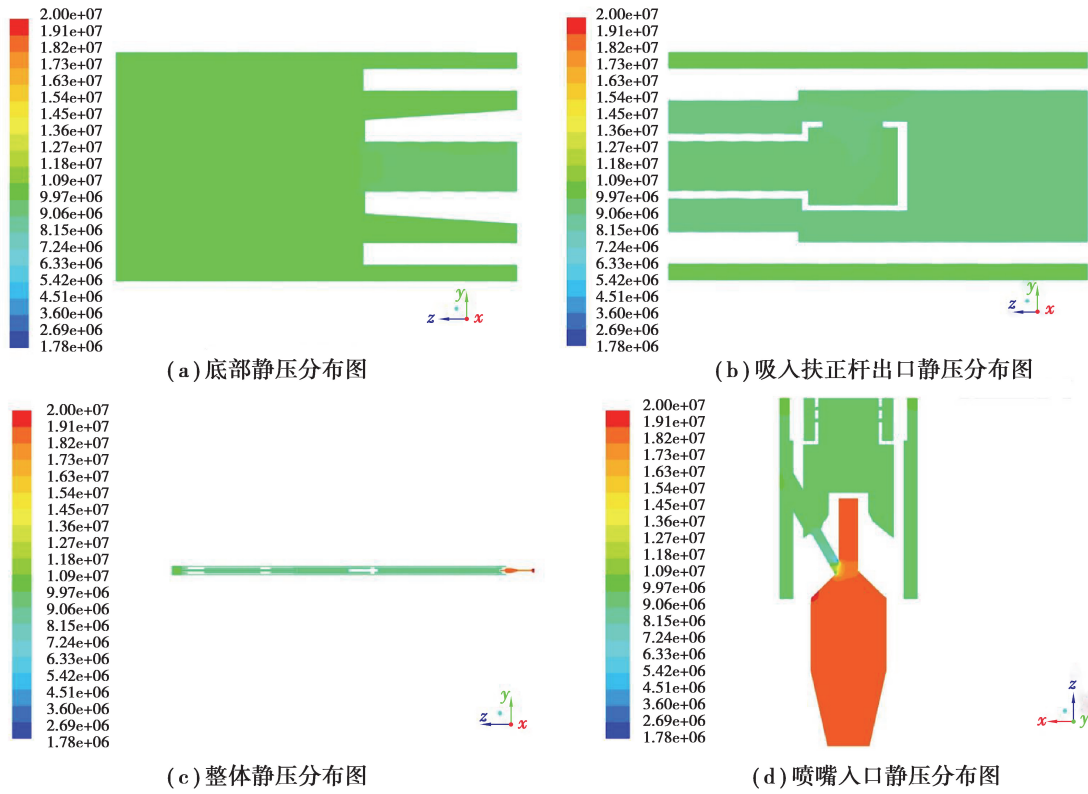 2.00e+07
1.91e+07
1.82e+07
1.73e+07
1.63e+07
1.54e+07
1.45e+07
1.36e+07
1.27e+07
1.18e+07
1.09e+07
9.97e+06
9.06e+06
8.15e+06
7.24e+06
6.33e+06
5.42e+06
4.51e+06
3.60e+06
2.69e+06
1.78e+06
y
z
x
(a)底部静压分布图
2.00e+07
1.91e+07
1.82e+07
1.73e+07
1.63e+07
1.54e+07
1.45e+07
1.36e+07
1.27e+07
1.18e+07
1.09e+07
9.97e+06
9.06e+06
8.15e+06
7.24e+06
6.33e+06
5.42e+06
4.51e+06
3.60e+06
2.69e+06
1.78e+06
y
z
x
(b)吸入扶正杆出口静压分布图
2.00e+07
1.91e+07
1.82e+07
1.73e+07
1.63e+07
1.54e+07
1.45e+07
1.36e+07
1.27e+07
1.18e+07
1.09e+07
9.97e+06
9.06e+06
8.15e+06
7.24e+06
6.33e+06
5.42e+06
4.51e+06
3.60e+06
2.69e+06
1.78e+06
y
z
x
(c)整体静压分布图
2.00e+07
1.91e+07
1.82e+07
1.73e+07
1.63e+07
1.54e+07
1.45e+07
1.36e+07
1.27e+07
1.18e+07
1.09e+07
9.97e+06
9.06e+06
8.15e+06
7.24e+06
6.33e+06
5.42e+06
4.51e+06
3.60e+06
2.69e+06
1.78e+06
z
x
y
(d)喷嘴入口静压分布图